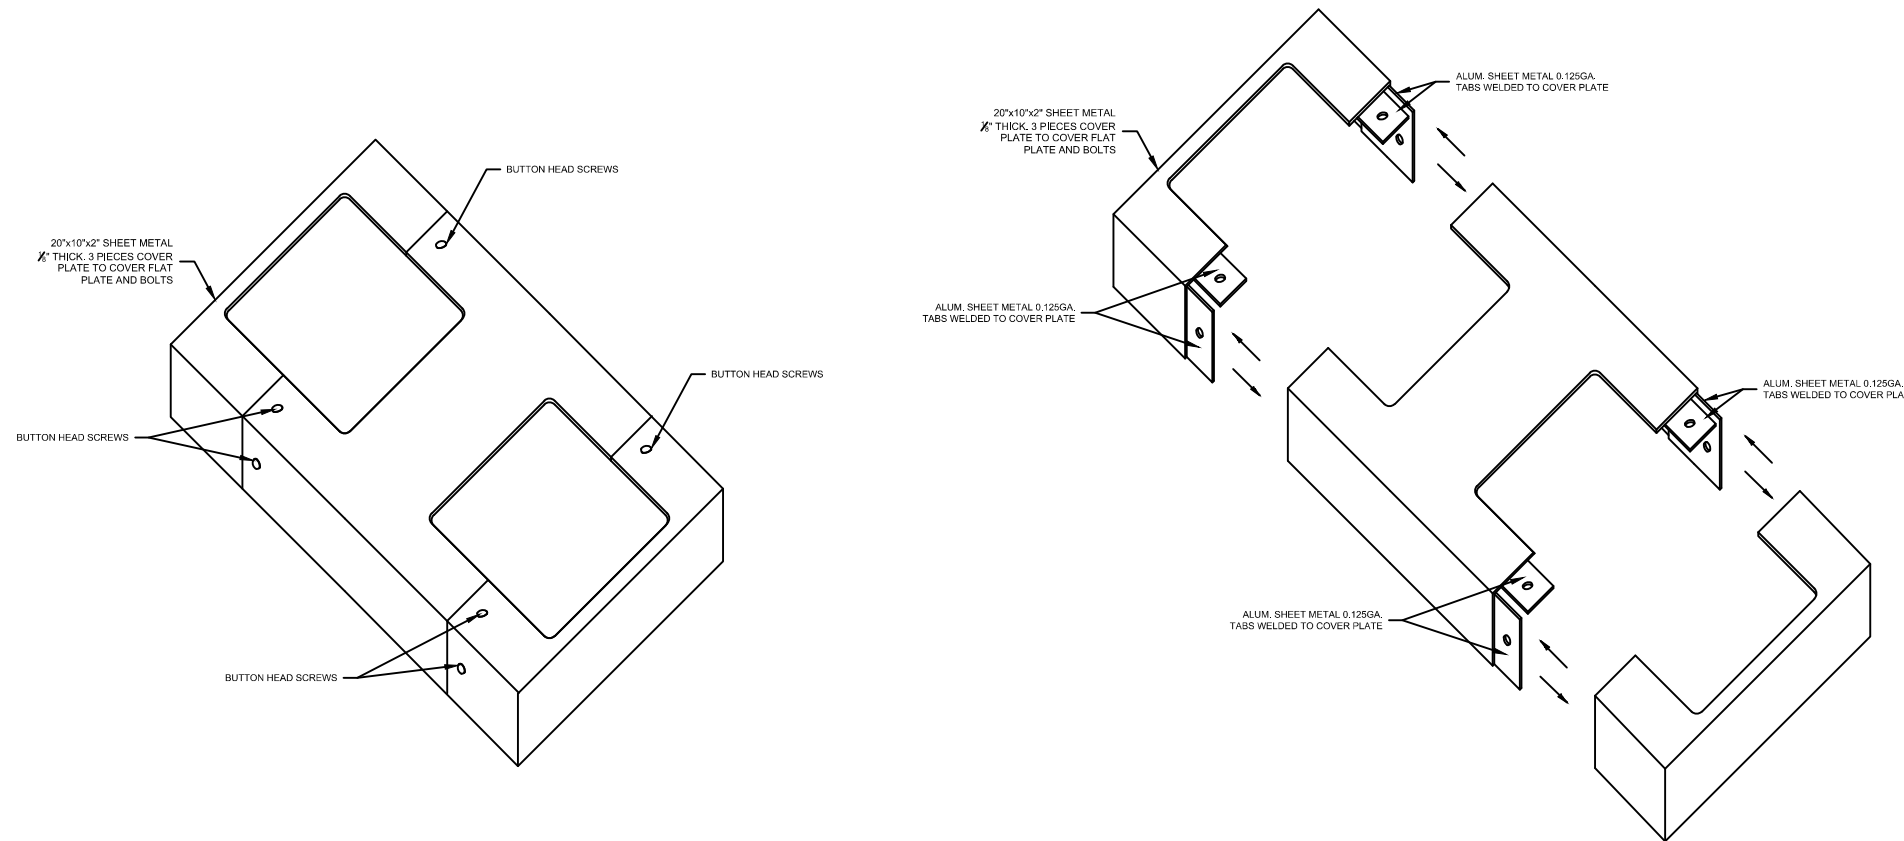 BUTTON HEAD SCREWS
20"x10"x2" SHEET METAL
⅛" THICK. 3 PIECES COVER
PLATE TO COVER FLAT
PLATE AND BOLTS
BUTTON HEAD SCREWS
BUTTON HEAD SCREWS
BUTTON HEAD SCREWS
ALUM. SHEET METAL 0.125GA.
TABS WELDED TO COVER PLATE
20"x10"x2" SHEET METAL
⅛" THICK. 3 PIECES COVER
PLATE TO COVER FLAT
PLATE AND BOLTS
ALUM. SHEET METAL 0.125GA.
TABS WELDED TO COVER PLATE
ALUM. SHEET METAL 0.125GA.
TABS WELDED TO COVER PLA
ALUM. SHEET METAL 0.125GA.
TABS WELDED TO COVER PLATE